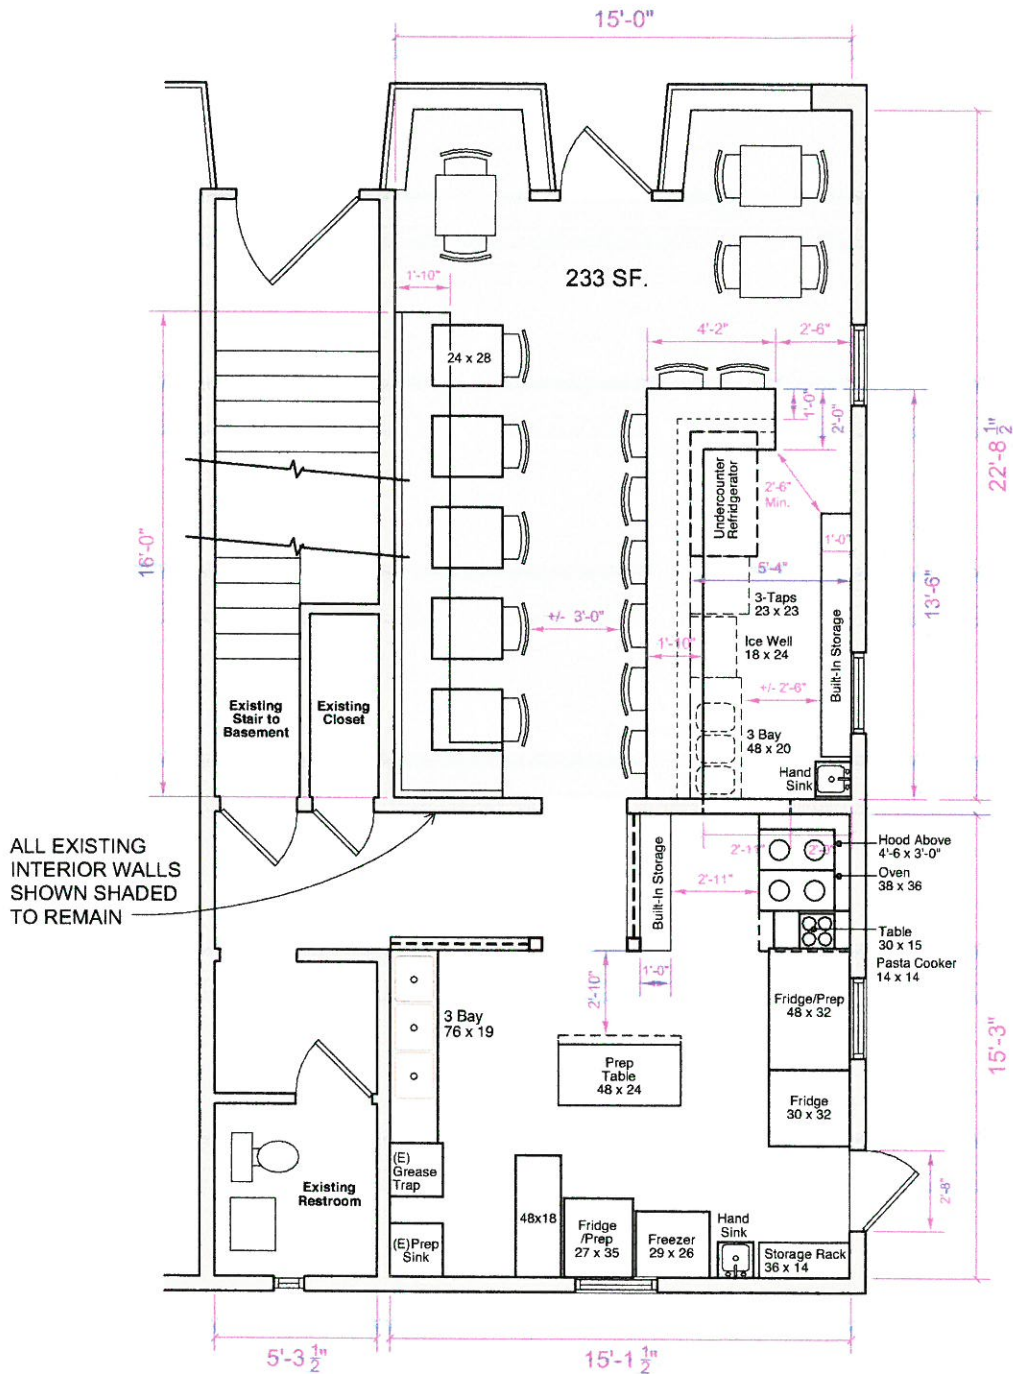 15'-0"
233 SF.
1'-10"
4'-2"
2'-6"
24 x 28
1'-0"
2'-0"
22'-8 1/2"
Undercounter
Refridgerator
2'-6"
Min.
16'-0"
1'-0"
5'-4"
13'-6"
3-Taps
23 x 23
+/- 3'-0"
1'-10"
Ice Well
18 x 24
Built-In Storage
+/- 2'-6"
Existing
Stair to
Basement
Existing
Closet
3 Bay
48 x 20
Hand
Sink
ALL EXISTING
INTERIOR WALLS
SHOWN SHADED
TO REMAIN
Built-In Storage
2'-11"
2'-11"
Hood Above
4'-6 x 3'-0"
Oven
38 x 36
Table
30 x 15
Pasta Cooker
14 x 14
1'-0"
2'-10"
Fridge/Prep
48 x 32
3 Bay
76 x 19
15'-3"
Prep
Table
48 x 24
Fridge
30 x 32
(E)
Grease
Trap
Existing
Restroom
2'-8"
48x18
Fridge
/Prep
27 x 35
Freezer
29 x 26
Hand
Sink
(E)Prep
Sink
Storage Rack
36 x 14
5'-3 1/2"
15'-1 1/2"